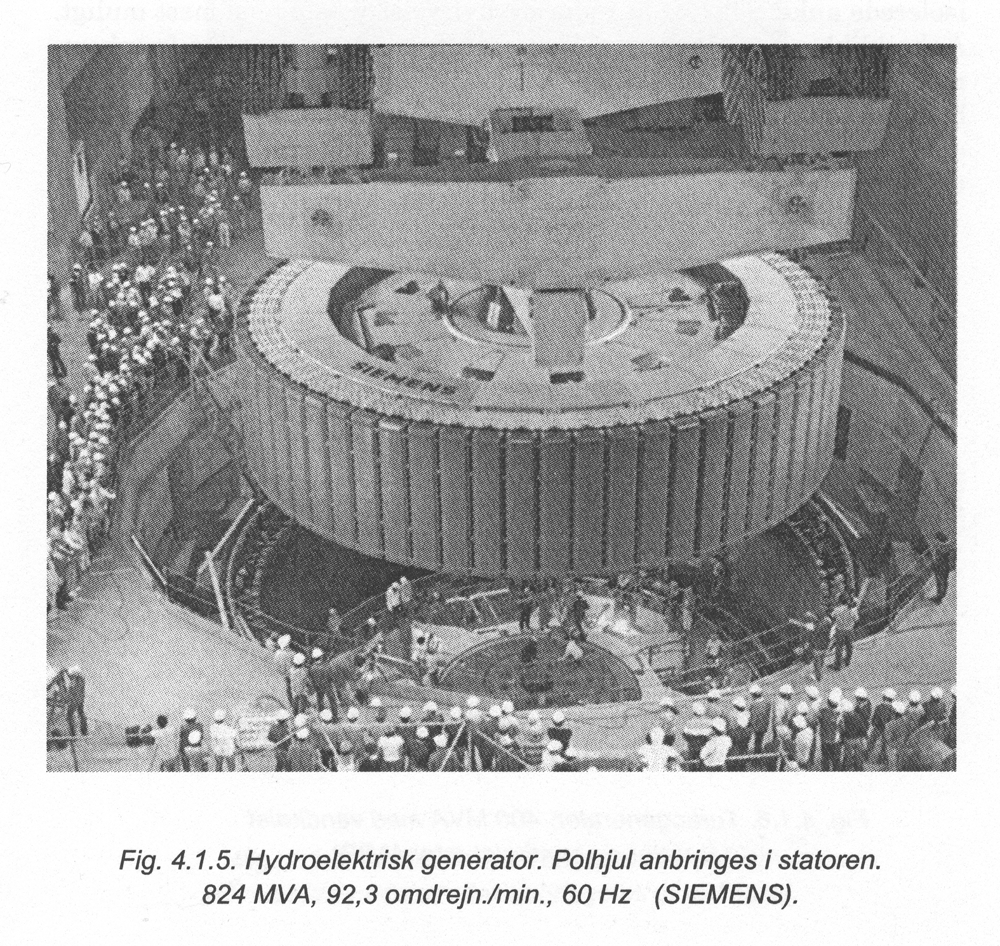 SIEMENS
Fig. 4.1.5. Hydroelektrisk generator. Polhjul anbringes i statoren.
824 MVA, 92,3 omdrejn./min., 60 Hz (SIEMENS).